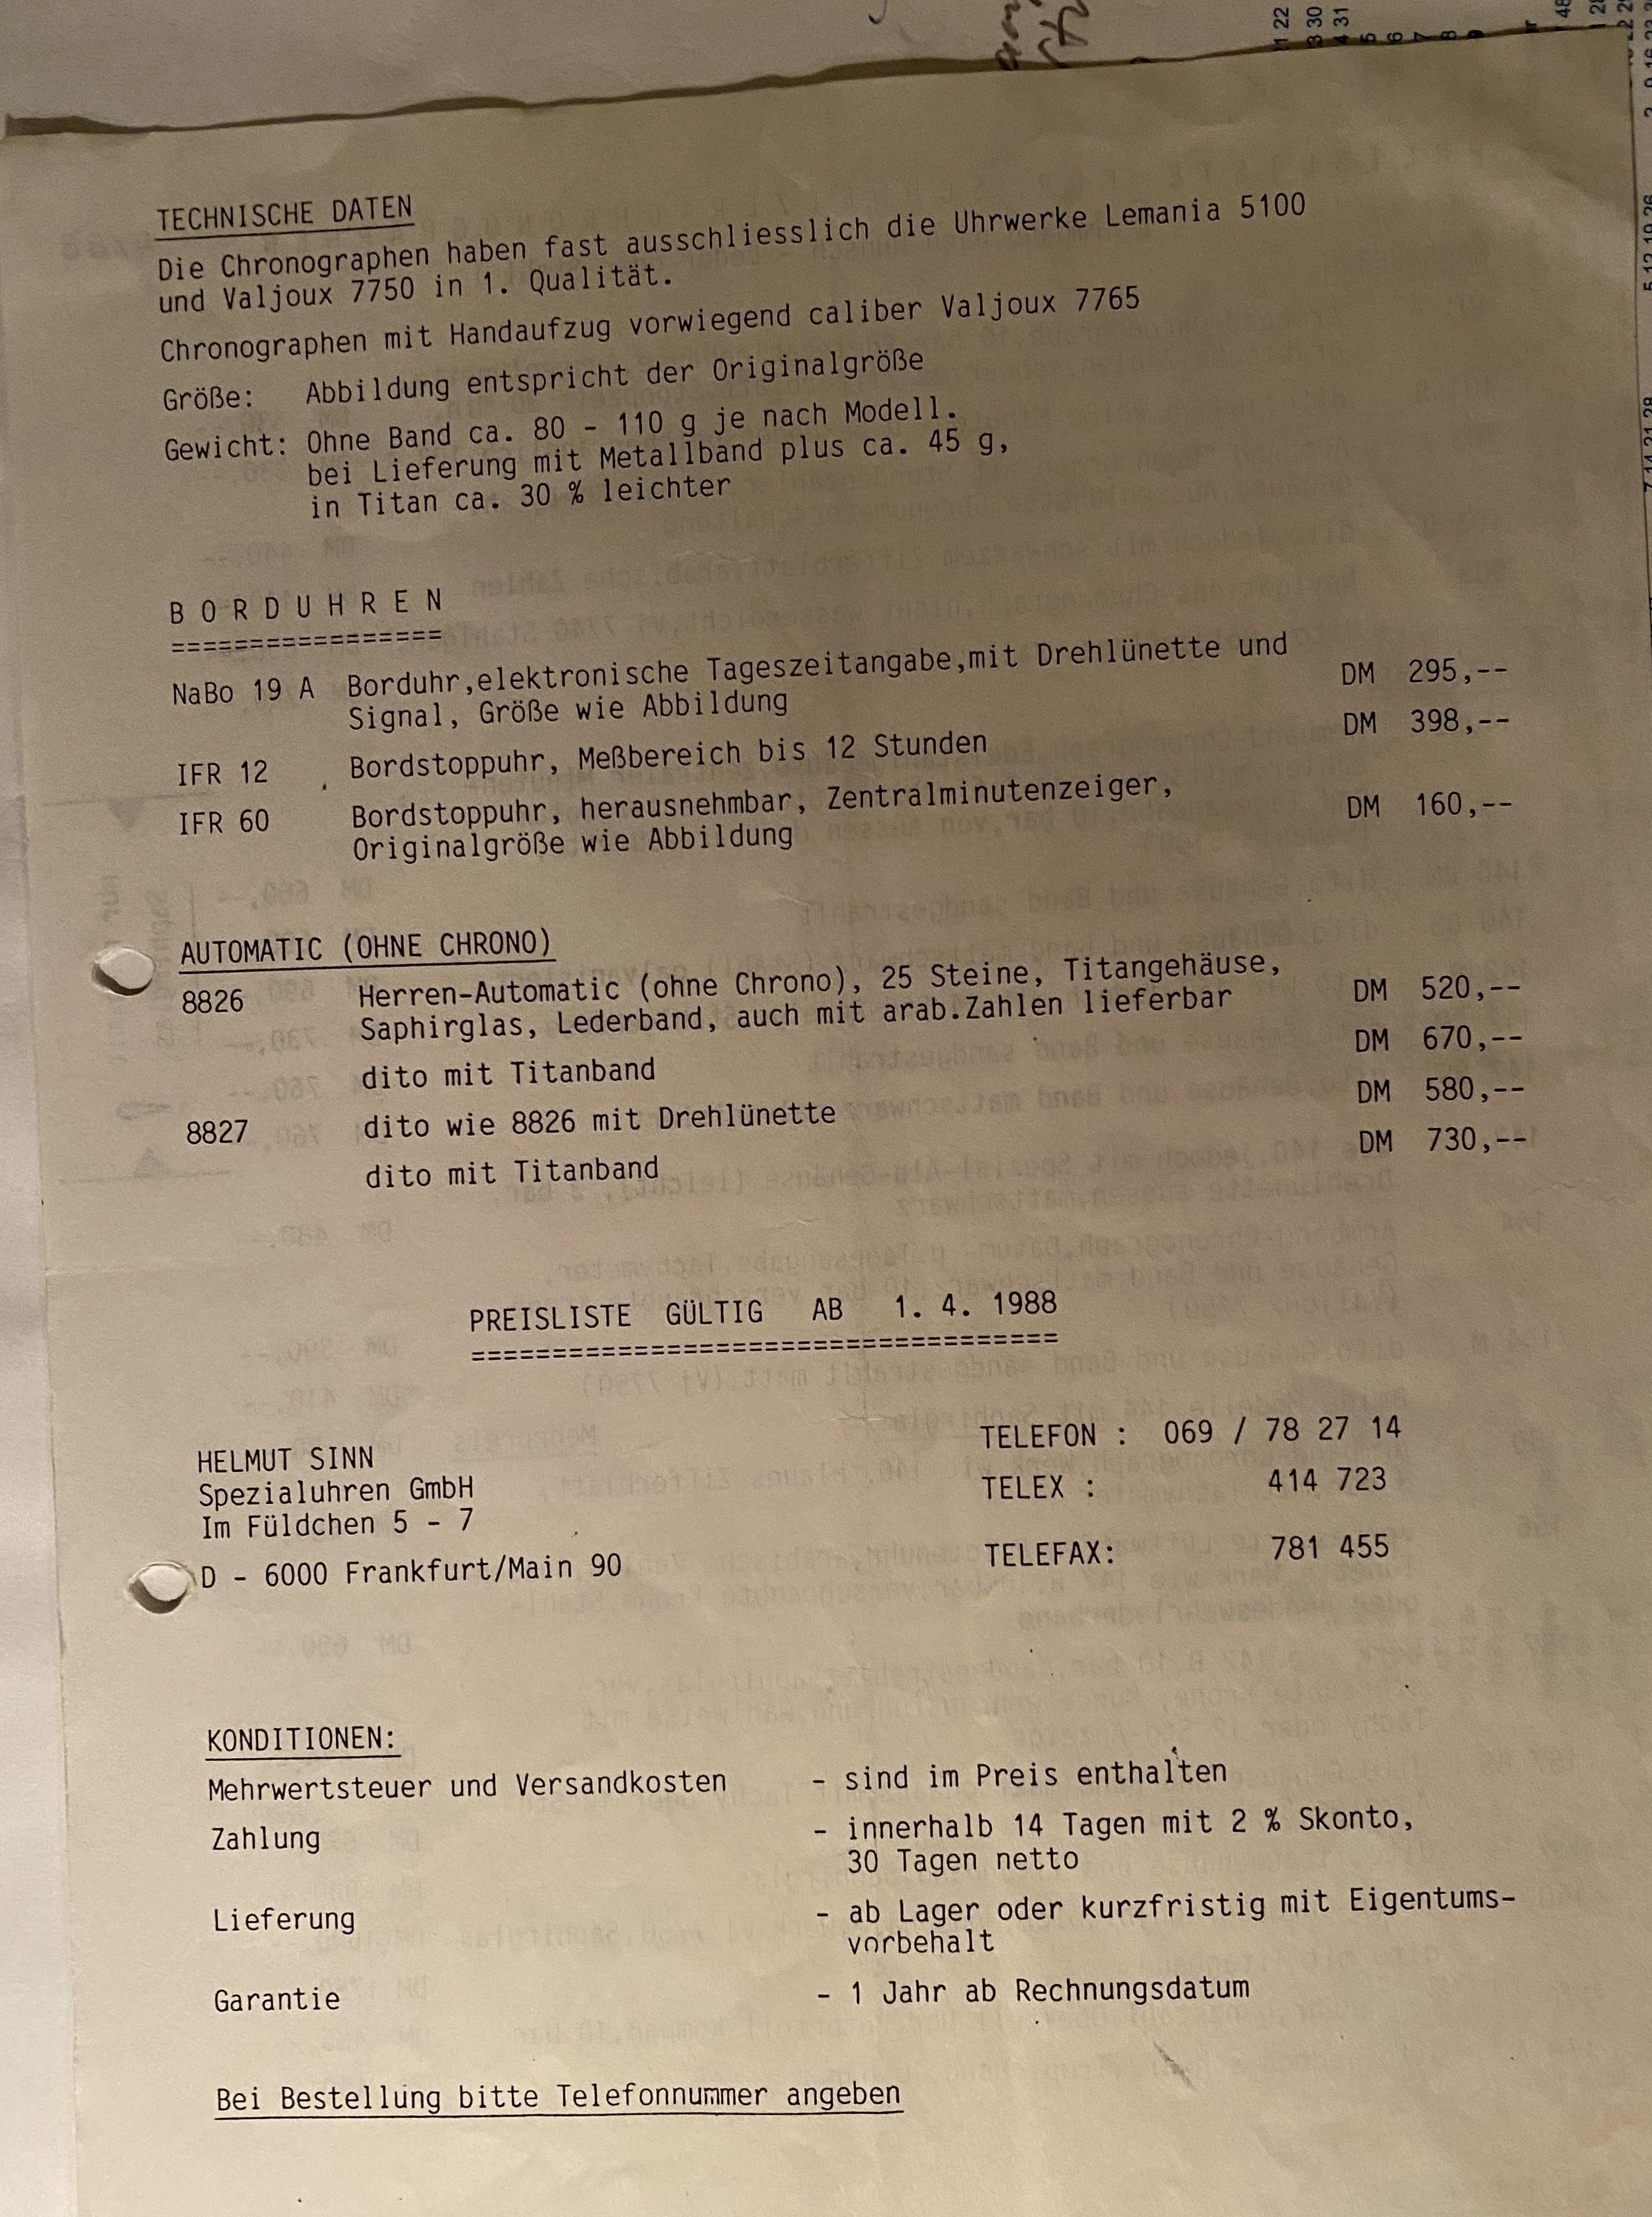 TECHNISCHE DATEN
Die Chronographen haben fast ausschliesslich die Uhrwerke Lemania 5100
und Valjoux 7750 in 1. Qualität.
Chronographen mit Handaufzug vorwiegend caliber Valjoux 7765
Größe: Abbildung entspricht der Originalgröße
Gewicht: Ohne Band ca. 80 - 110 g je nach Modell.
bei Lieferung mit Metallband plus ca. 45 g,
in Titan ca. 30 % leichter
B O R D U H R E N
=================
NaBo 19 A Borduhr,elektronische Tageszeitangabe,mit Drehlünette und
Signal, Größe wie Abbildung DM 295,--
IFR 12 Bordstoppuhr, Meßbereich bis 12 Stunden DM 398,--
IFR 60 Bordstoppuhr, herausnehmbar, Zentralminutenzeiger,
Originalgröße wie Abbildung DM 160,--
AUTOMATIC (OHNE CHRONO)
8826 Herren-Automatic (ohne Chrono), 25 Steine, Titangehäuse,
Saphirglas, Lederband, auch mit arab.Zahlen lieferbar DM 520,--
dito mit Titanband DM 670,--
8827 dito wie 8826 mit Drehlünette DM 580,--
dito mit Titanband DM 730,--
PREISLISTE GÜLTIG AB 1. 4. 1988
====================================
HELMUT SINN
Spezialuhren GmbH
Im Füldchen 5 - 7
D - 6000 Frankfurt/Main 90
TELEFON : 069 / 78 27 14
TELEX : 414 723
TELEFAX: 781 455
KONDITIONEN:
Mehrwertsteuer und Versandkosten - sind im Preis enthalten
Zahlung - innerhalb 14 Tagen mit 2 % Skonto,
30 Tagen netto
Lieferung - ab Lager oder kurzfristig mit Eigentums-
vorbehalt
Garantie - 1 Jahr ab Rechnungsdatum
Bei Bestellung bitte Telefonnummer angeben